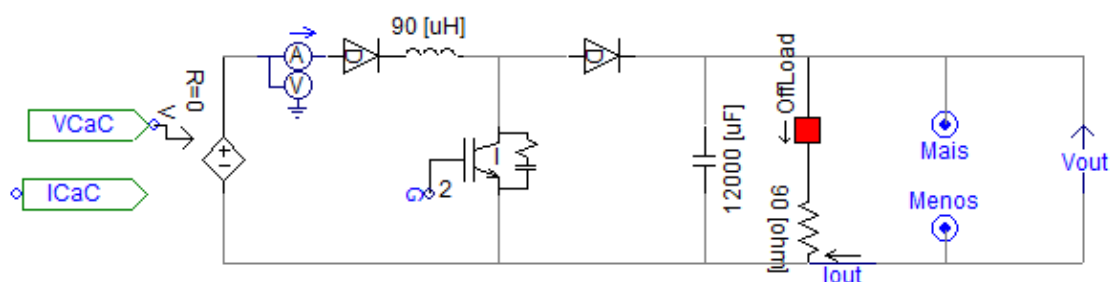 90 [uH]
D
D
A
V
R=0
V
VCaC
ICaC
+
-
G
2
I
12000 [uF]
OffLoad
90 [ohm]
Mais
Menos
Vout
Iout